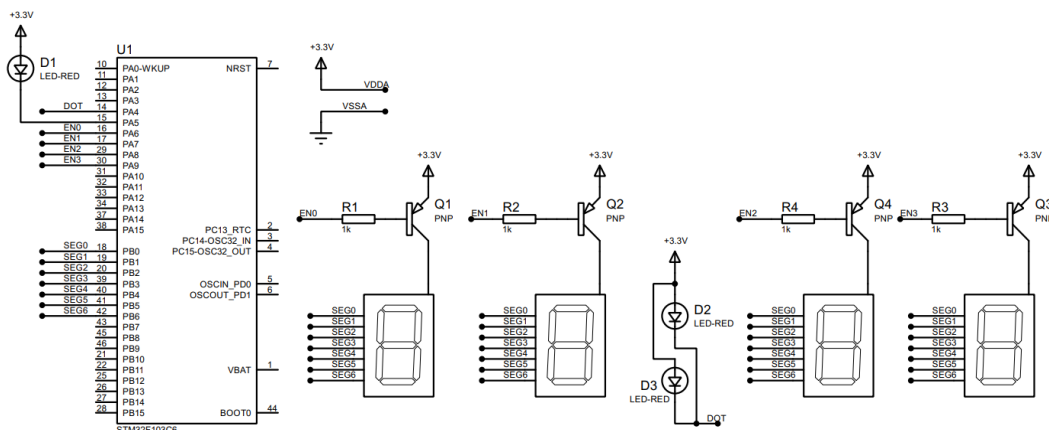 +3.3V
D1
LED-RED
U1
10 PA0-WKUP NRST 7
11 PA1
12 PA2
13 PA3
DOT 14 PA4
15 PA5
EN0 16 PA6
EN1 17 PA7
EN2 29 PA8
EN3 30 PA9
31 PA10
32 PA11
33 PA12
34 PA13
37 PA14
38 PA15
PC13_RTC 2
PC14-OSC32_IN 3
PC15-OSC32_OUT 4
SEG0 18 PB0
SEG1 19 PB1
SEG2 20 PB2
SEG3 39 PB3
SEG4 40 PB4
SEG5 41 PB5
SEG6 42 PB6
43 PB7
45 PB8
46 PB9
21 PB10
22 PB11
25 PB12
26 PB13
27 PB14
28 PB15
OSCIN_PD0 5
OSCOUT_PD1 6
VBAT 1
BOOT0 44
STM32F103C6
+3.3V
VDDA
VSSA
+3.3V
EN0
R1
1k
Q1
PNP
SEG0
SEG1
SEG2
SEG3
SEG4
SEG5
SEG6
+3.3V
EN1
R2
1k
Q2
PNP
SEG0
SEG1
SEG2
SEG3
SEG4
SEG5
SEG6
+3.3V
D2
LED-RED
D3
LED-RED
DOT
+3.3V
EN2
R4
1k
Q4
PNP
SEG0
SEG1
SEG2
SEG3
SEG4
SEG5
SEG6
+3.3V
EN3
R3
1k
Q3
PNP
SEG0
SEG1
SEG2
SEG3
SEG4
SEG5
SEG6